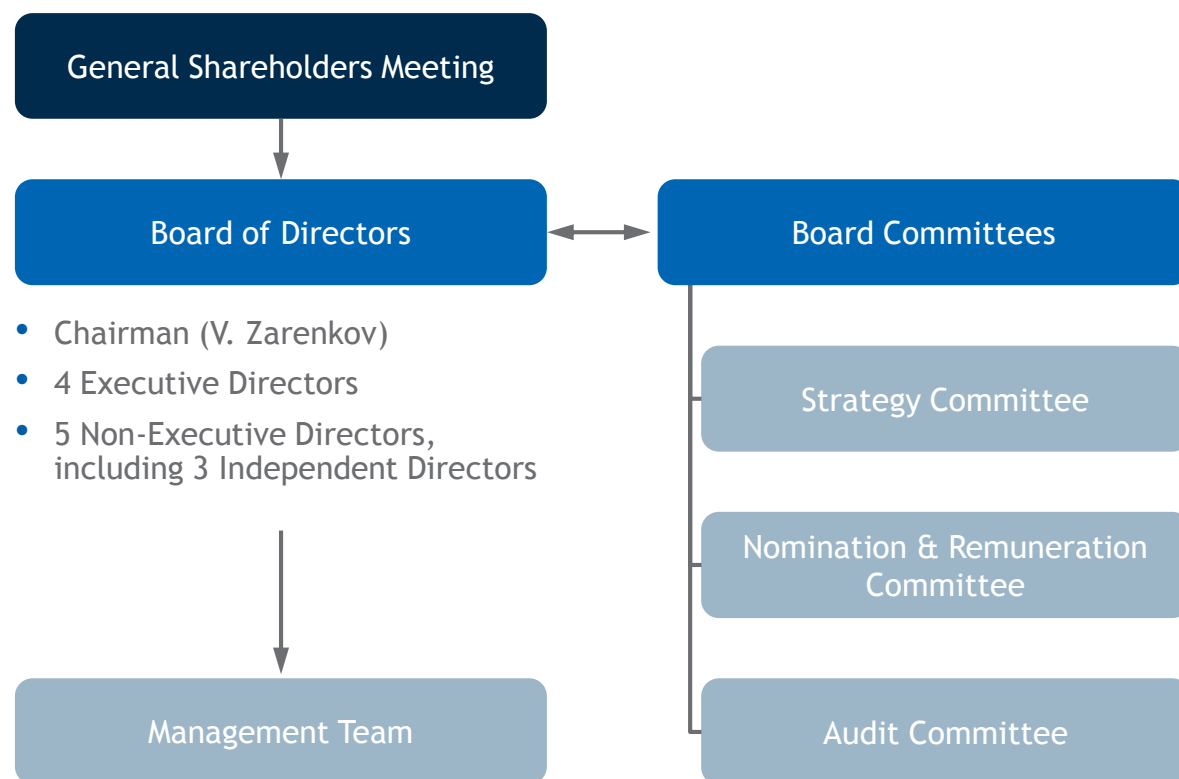 General Shareholders Meeting
Board of Directors
Board Committees
• Chairman (V. Zarenkov)
• 4 Executive Directors
• 5 Non-Executive Directors,
including 3 Independent Directors
Strategy Committee
Nomination & Remuneration
Committee
Management Team
Audit Committee